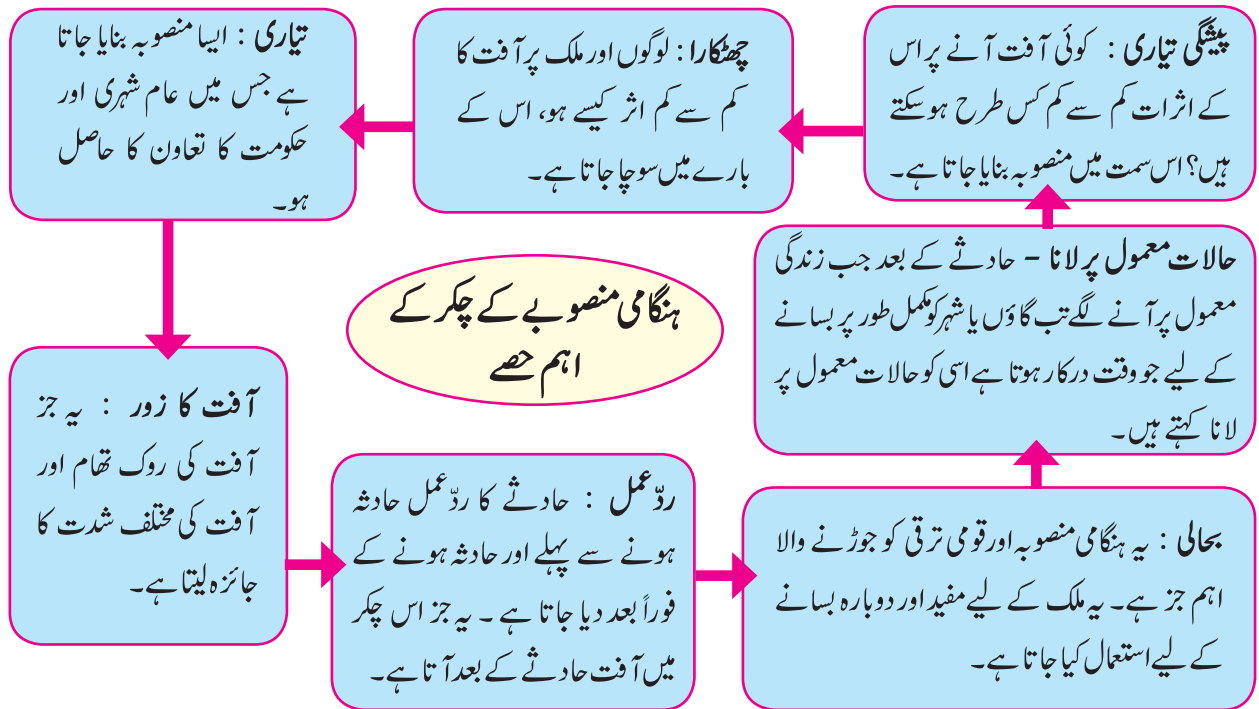 پیشگی تیاری : کوئی آفت آنے پر اس
کے اثرات کم سے کم کس طرح ہوسکتے
ہیں؟ اس سمت میں منصوبہ بنایا جاتا ہے۔
چھٹکارا : لوگوں اور ملک پر آفت کا
کم سے کم اثر کیسے ہو، اس کے
بارے میں سوچا جاتا ہے۔
تیاری : ایسا منصوبہ بنایا جاتا
ہے جس میں عام شہری اور
حکومت کا تعاون کا حاصل
ہو۔
آفت کا زور : یہ جز
آفت کی روک تھام اور
آفت کی مختلف شدت کا
جائزہ لیتا ہے۔
ردِّعمل : حادثے کا ردِّعمل حادثہ
ہونے سے پہلے اور حادثہ ہونے کے
فوراً بعد دیا جاتا ہے ۔ یہ جز اس چکر
میں آفت حادثے کے بعد آتا ہے۔
بحالی : یہ ہنگامی منصوبہ اور قومی ترقی کو جوڑنے والا
اہم جز ہے۔ یہ ملک کے لیے مفید اور دوبارہ بسانے
کے لیے استعمال کیا جاتا ہے۔
حالات معمول پر لانا – حادثے کے بعد جب زندگی
معمول پر آنے لگے تب گاؤں یا شہر کو مکمل طور پر بسانے
کے لیے جو وقت درکار ہوتا ہے اسی کو حالات معمول پر
لانا کہتے ہیں۔
ہنگامی منصوبے کے چکر کے
اہم حصے